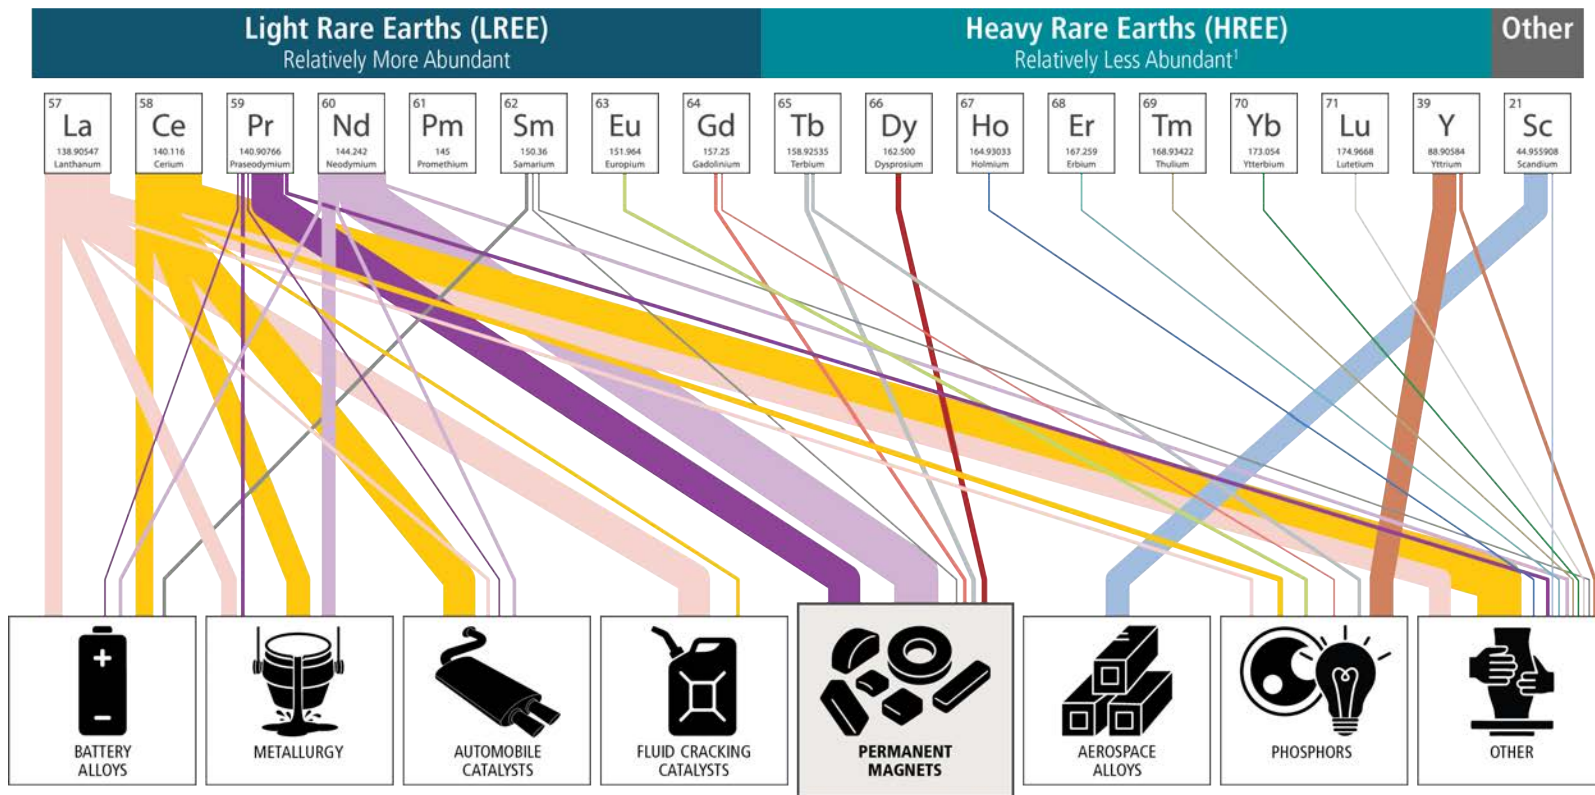 Light Rare Earths (LREE)
Relatively More Abundant
Heavy Rare Earths (HREE)
Relatively Less Abundant¹
Other
57
La
138.90547
Lanthanum
58
Ce
140.116
Cerium
59
Pr
140.90766
Praseodymium
60
Nd
144.242
Neodymium
61
Pm
145
Promethium
62
Sm
150.36
Samarium
63
Eu
151.964
Europium
64
Gd
157.25
Gadolinium
65
Tb
158.92535
Terbium
66
Dy
162.500
Dysprosium
67
Ho
164.93033
Holmium
68
Er
167.259
Erbium
69
Tm
168.93422
Thulium
70
Yb
173.054
Ytterbium
71
Lu
174.9668
Lutetium
39
Y
88.90584
Yttrium
21
Sc
44.955908
Scandium
BATTERY
ALLOYS
METALLURGY
AUTOMOBILE
CATALYSTS
FLUID CRACKING
CATALYSTS
PERMANENT
MAGNETS
AEROSPACE
ALLOYS
PHOSPHORS
OTHER